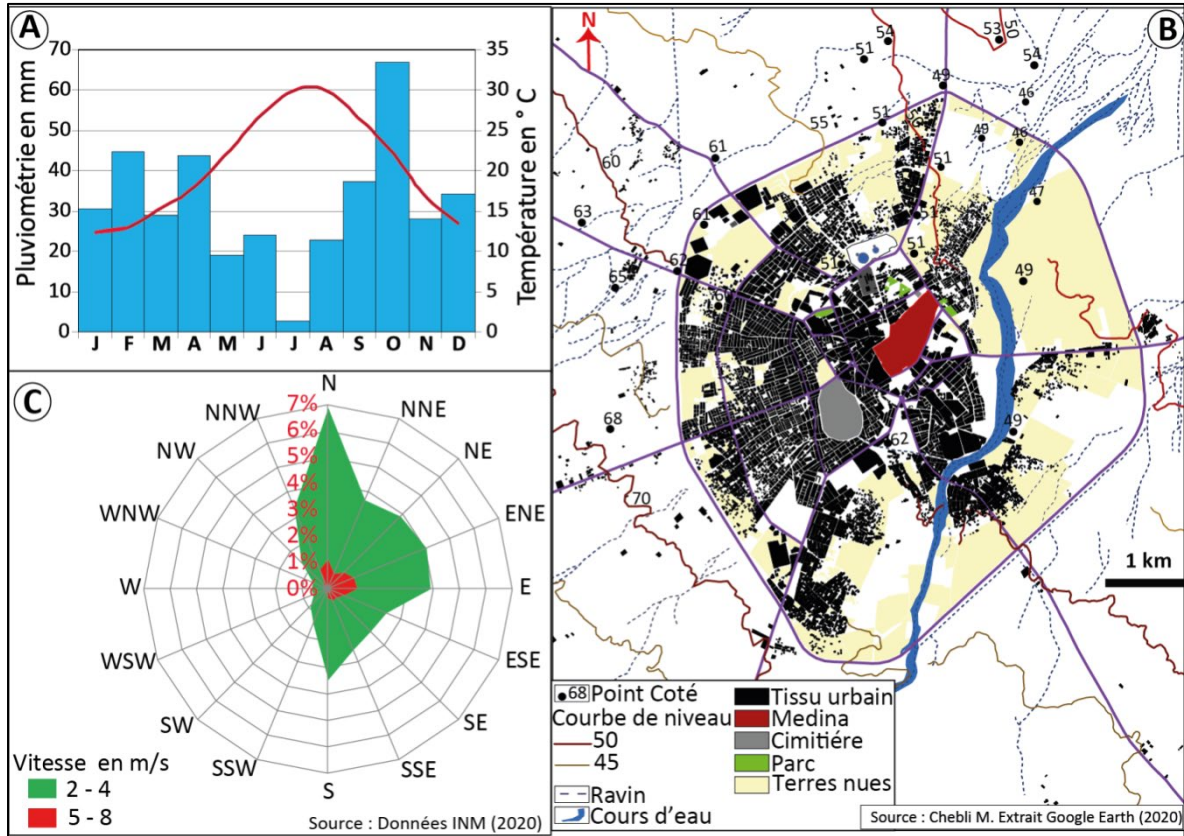 A
Pluviométrie en mm
70
60
50
40
30
20
10
0
35
30
25
20
15
10
5
0
Température en ° C
J F M A M J J A S O N D
C
N
NNE
NE
ENE
E
ESE
SE
SSE
S
SSW
SW
WSW
W
WNW
NW
NNW
7%
6%
5%
4%
3%
2%
1%
0%
Vitesse en m/s
2 - 4
5 - 8
Source : Données INM (2020)
B
N
54
53
50
51
54
49
46
55
51
49
48
60
61
51
47
63
61
51
62
51
51
65
49
68
49
62
70
1 km
68 Point Coté
Courbe de niveau
50
45
Ravin
Cours d'eau
Tissu urbain
Medina
Cimitiére
Parc
Terres nues
Source : Chebli M. Extrait Google Earth (2020)